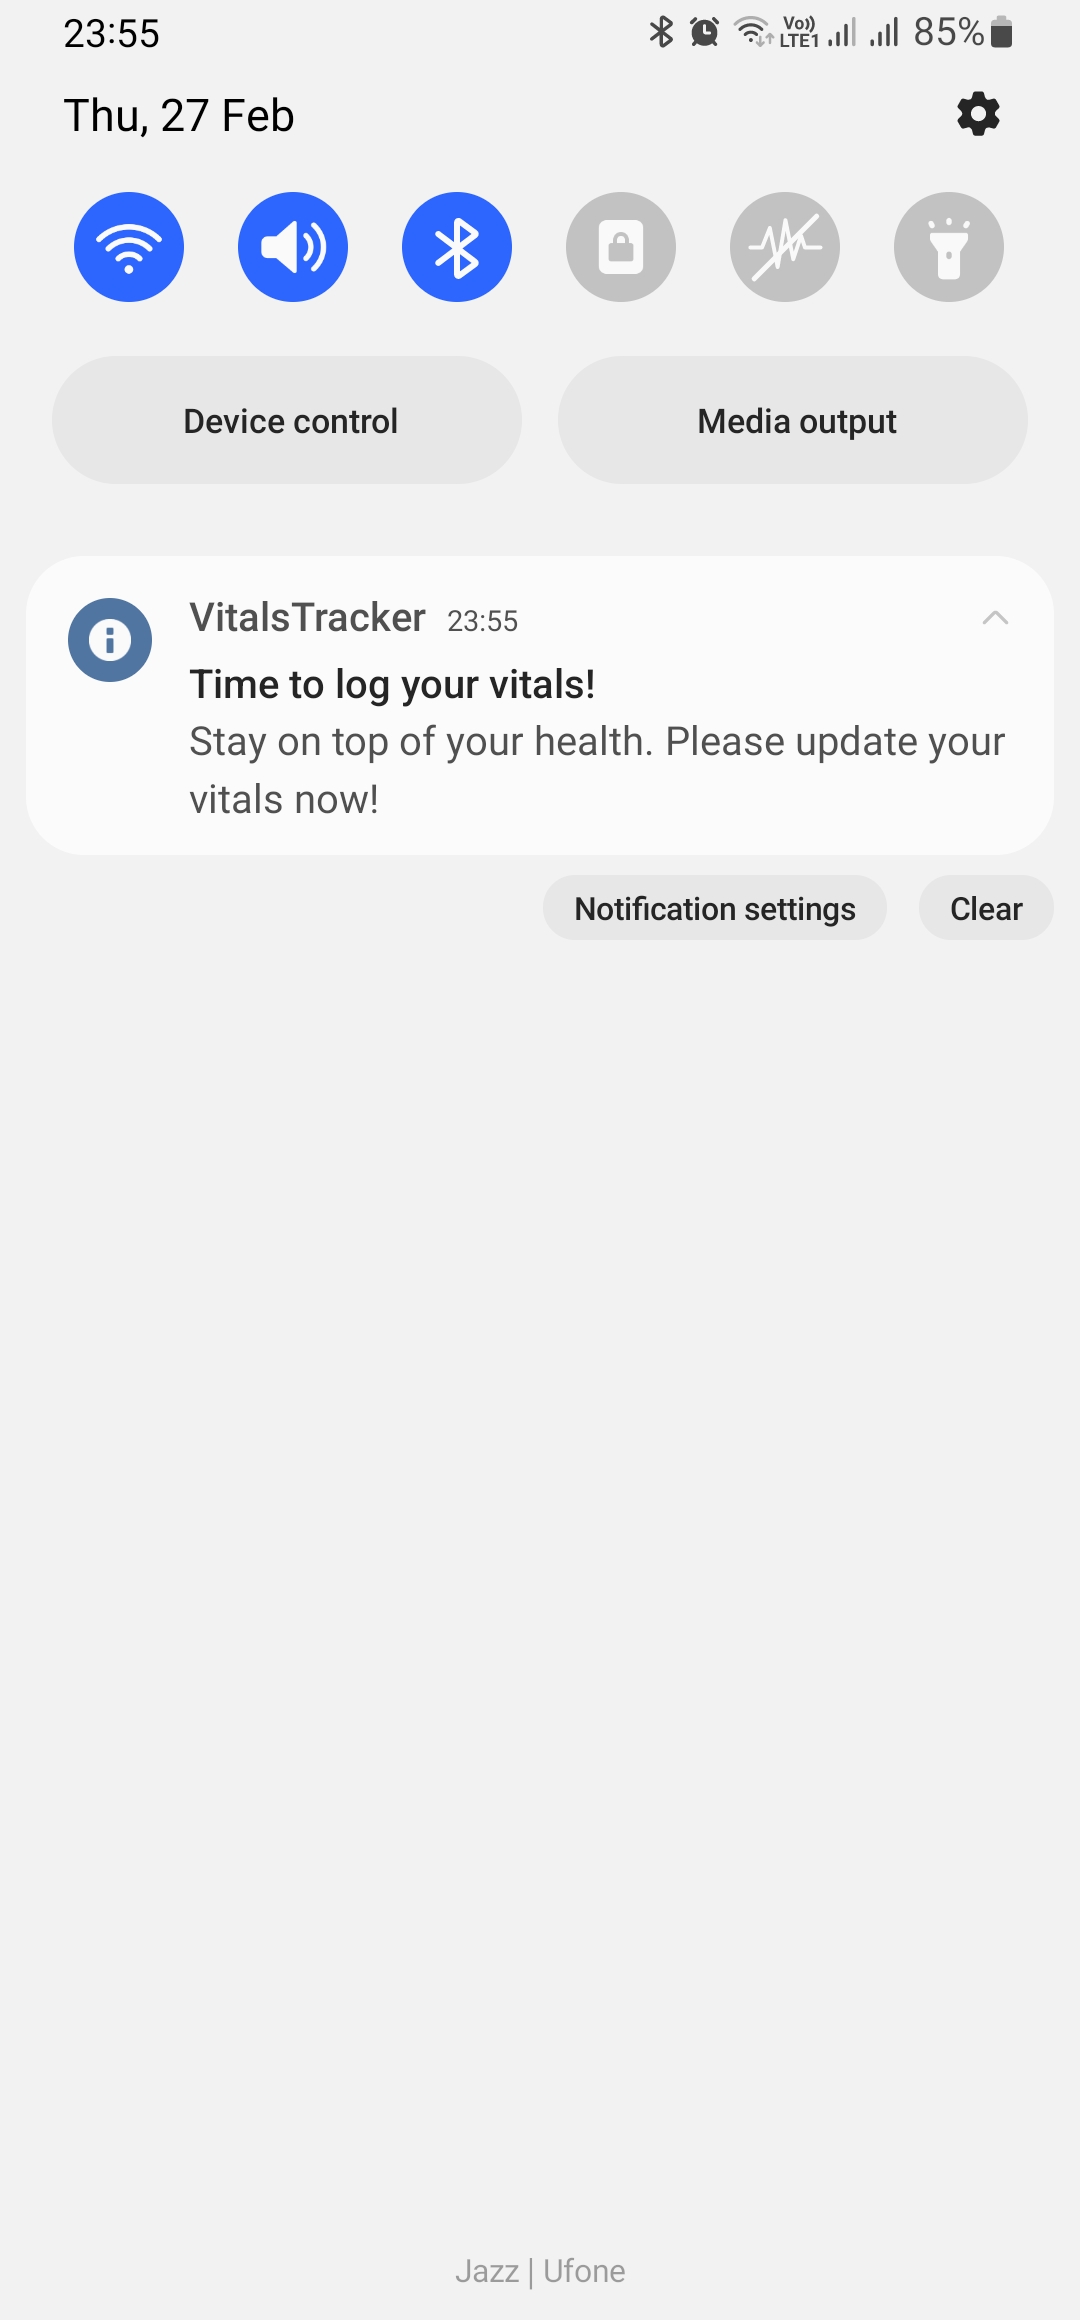 23:55
Vo)) LTE1 85%
Thu, 27 Feb
Device control
Media output
VitalsTracker 23:55
Time to log your vitals!
Stay on top of your health. Please update your
vitals now!
Notification settings
Clear
Jazz | Ufone